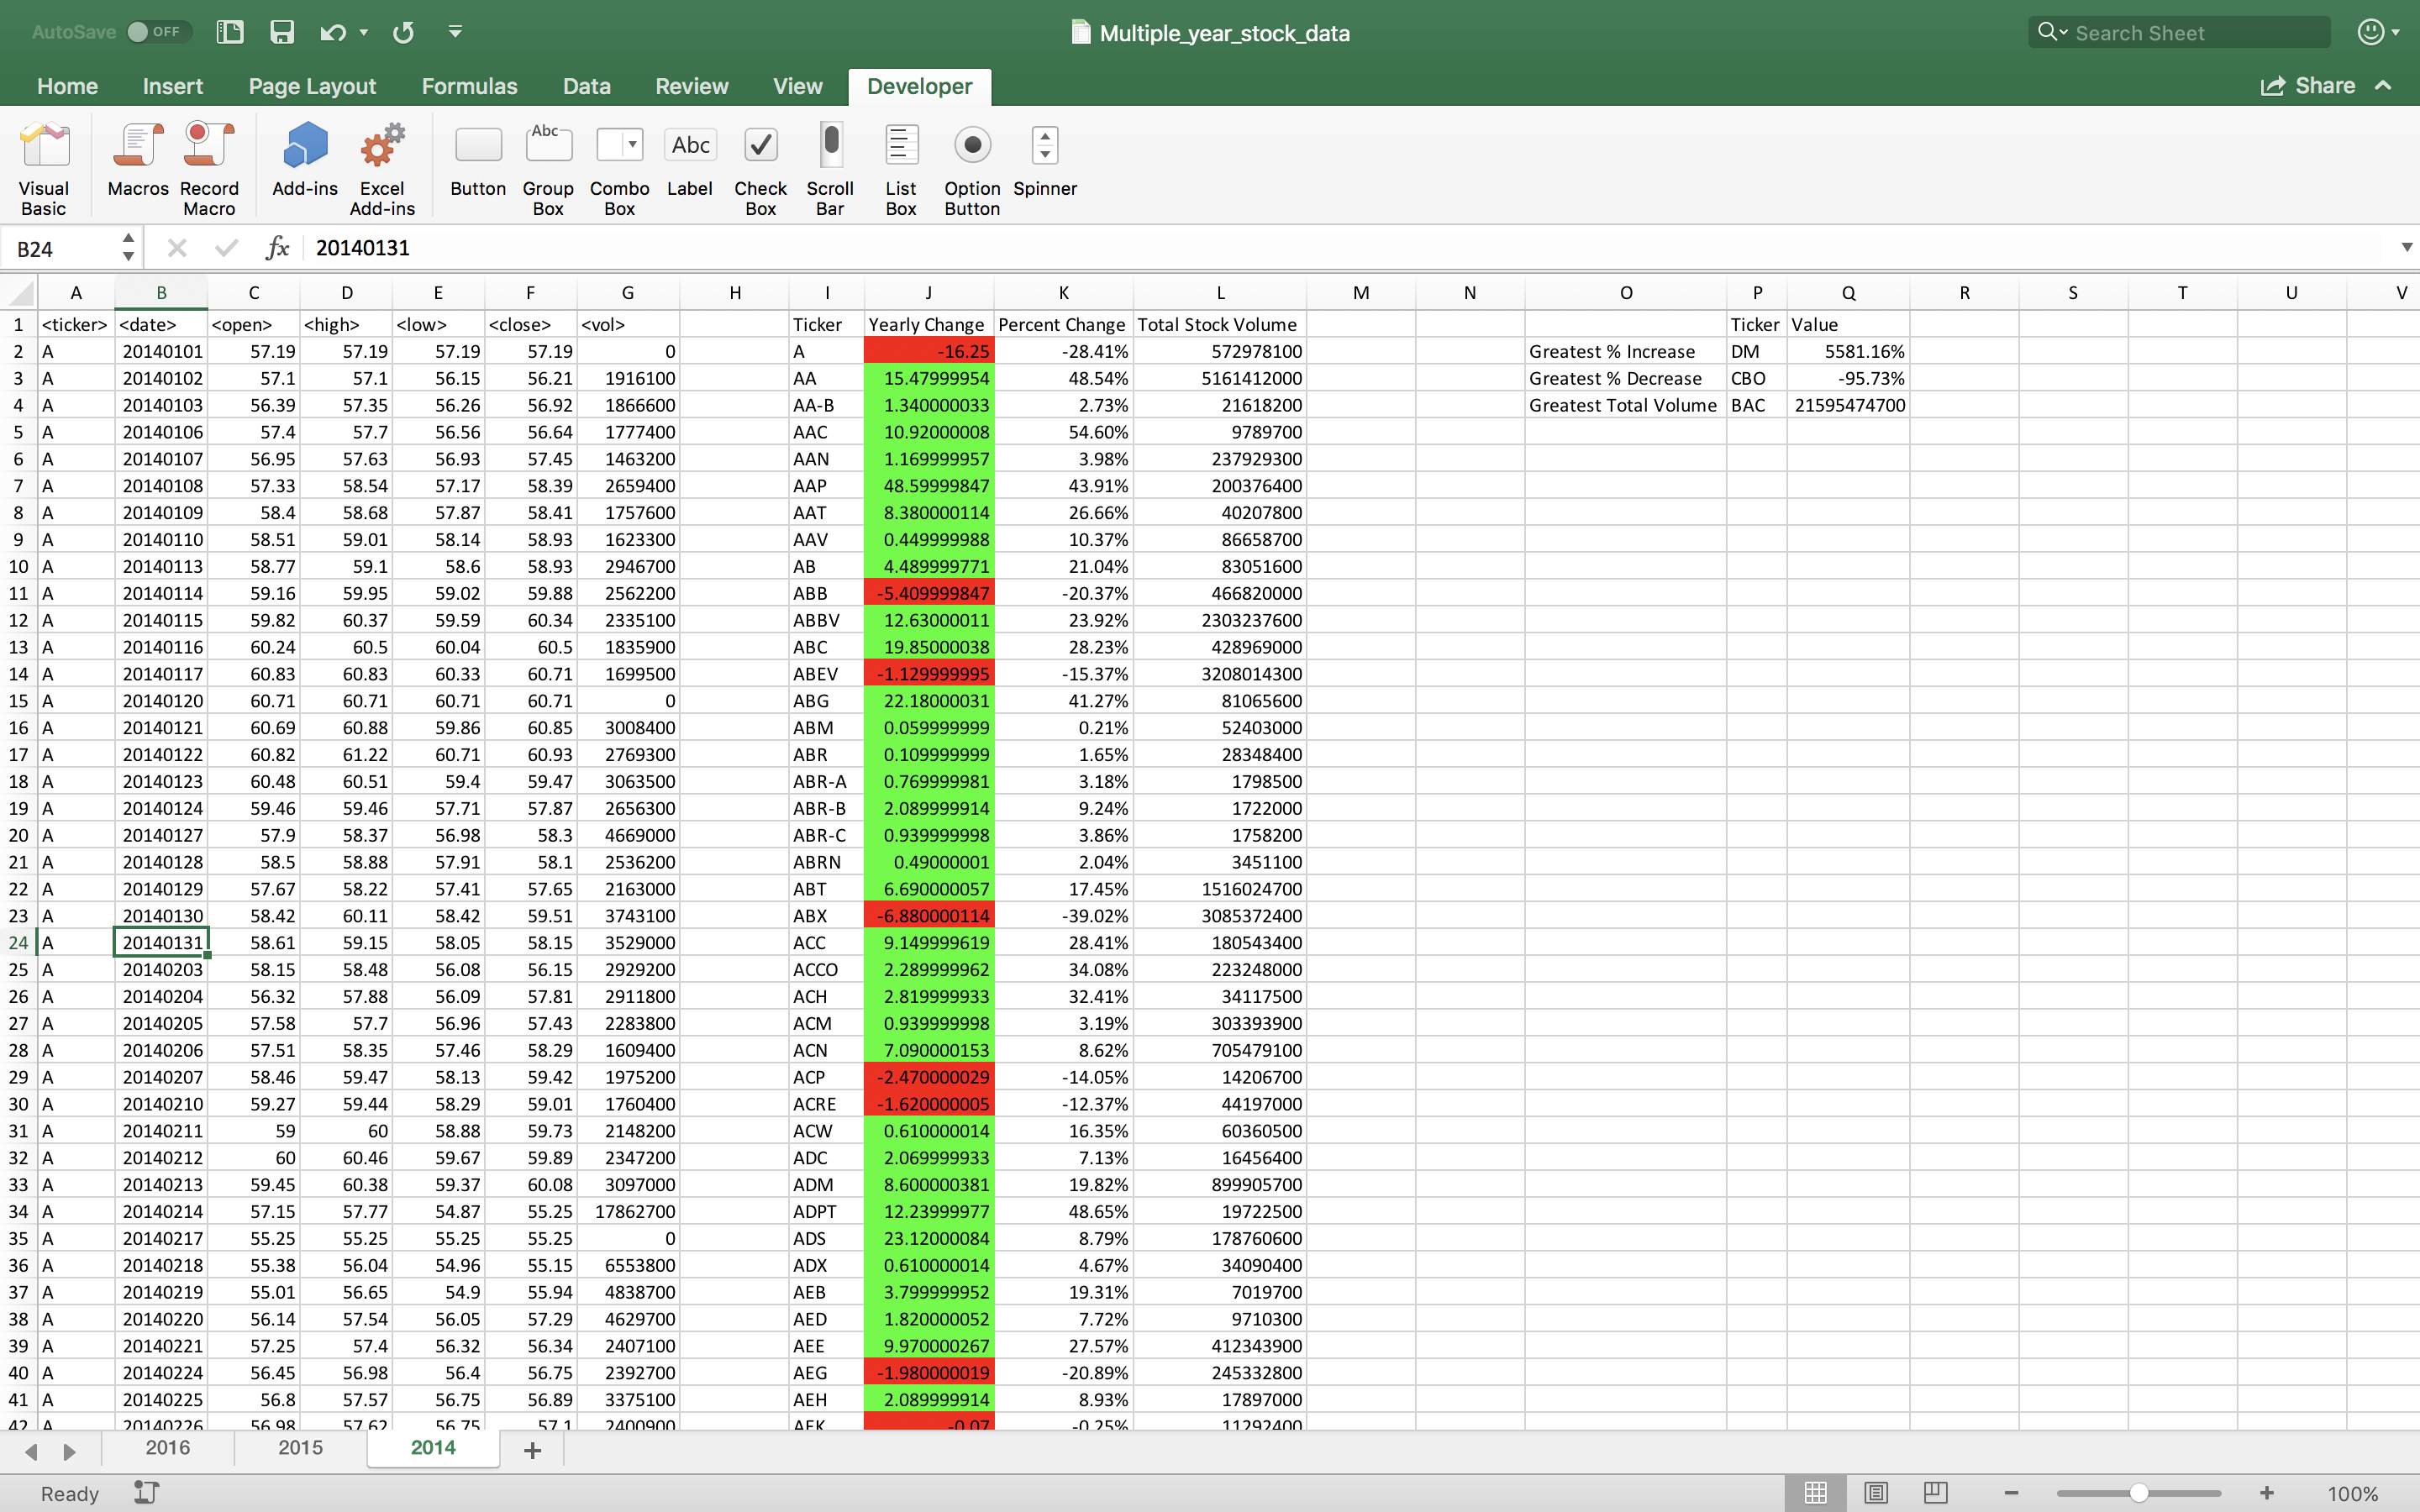 AutoSave OFF Multiple_year_stock_data Search Sheet
Home Insert Page Layout Formulas Data Review View Developer Share
Abc Abc
Visual Basic Macros Record Macro Add-ins Excel Add-ins Button Group Box Combo Box Label Check Box Scroll Bar List Box Option Button Spinner
B24 fx 20140131
A B C D E F G H I J K L M N O P Q R S T U V
1 <ticker> <date> <open> <high> <low> <close> <vol> Ticker Yearly Change Percent Change Total Stock Volume Ticker Value
2 A 20140101 57.19 57.19 57.19 57.19 0 A -16.25 -28.41% 572978100 Greatest % Increase DM 5581.16%
3 A 20140102 57.1 57.1 56.15 56.21 1916100 AA 15.47999954 48.54% 5161412000 Greatest % Decrease CBO -95.73%
4 A 20140103 56.39 57.35 56.26 56.92 1866600 AA-B 1.340000033 2.73% 21618200 Greatest Total Volume BAC 21595474700
5 A 20140106 57.4 57.7 56.56 56.64 1777400 AAC 10.92000008 54.60% 9789700
6 A 20140107 56.95 57.63 56.93 57.45 1463200 AAN 1.169999957 3.98% 237929300
7 A 20140108 57.33 58.54 57.17 58.39 2659400 AAP 48.59999847 43.91% 200376400
8 A 20140109 58.4 58.68 57.87 58.41 1757600 AAT 8.380000114 26.66% 40207800
9 A 20140110 58.51 59.01 58.14 58.93 1623300 AAV 0.449999988 10.37% 86658700
10 A 20140113 58.77 59.1 58.6 58.93 2946700 AB 4.489999771 21.04% 83051600
11 A 20140114 59.16 59.95 59.02 59.88 2562200 ABB -5.409999847 -20.37% 466820000
12 A 20140115 59.82 60.37 59.59 60.34 2335100 ABBV 12.63000011 23.92% 2303237600
13 A 20140116 60.24 60.5 60.04 60.5 1835900 ABC 19.85000038 28.23% 428969000
14 A 20140117 60.83 60.83 60.33 60.71 1699500 ABEV -1.129999995 -15.37% 3208014300
15 A 20140120 60.71 60.71 60.71 60.71 0 ABG 22.18000031 41.27% 81065600
16 A 20140121 60.69 60.88 59.86 60.85 3008400 ABM 0.059999999 0.21% 52403000
17 A 20140122 60.82 61.22 60.71 60.93 2769300 ABR 0.109999999 1.65% 28348400
18 A 20140123 60.48 60.51 59.4 59.47 3063500 ABR-A 0.769999981 3.18% 1798500
19 A 20140124 59.46 59.46 57.71 57.87 2656300 ABR-B 2.089999914 9.24% 1722000
20 A 20140127 57.9 58.37 56.98 58.3 4669000 ABR-C 0.939999998 3.86% 1758200
21 A 20140128 58.5 58.88 57.91 58.1 2536200 ABRN 0.49000001 2.04% 3451100
22 A 20140129 57.67 58.22 57.41 57.65 2163000 ABT 6.690000057 17.45% 1516024700
23 A 20140130 58.42 60.11 58.42 59.51 3743100 ABX -6.880000114 -39.02% 3085372400
24 A 20140131 58.61 59.15 58.05 58.15 3529000 ACC 9.149999619 28.41% 180543400
25 A 20140203 58.15 58.48 56.08 56.15 2929200 ACCO 2.289999962 34.08% 223248000
26 A 20140204 56.32 57.88 56.09 57.81 2911800 ACH 2.819999933 32.41% 34117500
27 A 20140205 57.58 57.7 56.96 57.43 2283800 ACM 0.939999998 3.19% 303393900
28 A 20140206 57.51 58.35 57.46 58.29 1609400 ACN 7.090000153 8.62% 705479100
29 A 20140207 58.46 59.47 58.13 59.42 1975200 ACP -2.470000029 -14.05% 14206700
30 A 20140210 59.27 59.44 58.29 59.01 1760400 ACRE -1.620000005 -12.37% 44197000
31 A 20140211 59 60 58.88 59.73 2148200 ACW 0.610000014 16.35% 60360500
32 A 20140212 60 60.46 59.67 59.89 2347200 ADC 2.069999933 7.13% 16456400
33 A 20140213 59.45 60.38 59.37 60.08 3097000 ADM 8.600000381 19.82% 899905700
34 A 20140214 57.15 57.77 54.87 55.25 17862700 ADPT 12.23999977 48.65% 19722500
35 A 20140217 55.25 55.25 55.25 55.25 0 ADS 23.12000084 8.79% 178760600
36 A 20140218 55.38 56.04 54.96 55.15 6553800 ADX 0.610000014 4.67% 34090400
37 A 20140219 55.01 56.65 54.9 55.94 4838700 AEB 3.799999952 19.31% 7019700
38 A 20140220 56.14 57.54 56.05 57.29 4629700 AED 1.820000052 7.72% 9710300
39 A 20140221 57.25 57.4 56.32 56.34 2407100 AEE 9.970000267 27.57% 412343900
40 A 20140224 56.45 56.98 56.4 56.75 2392700 AEG -1.980000019 -20.89% 245332800
41 A 20140225 56.8 57.57 56.75 56.89 3375100 AEH 2.089999914 8.93% 17897000
42 A 20140226 56.98 57.62 56.75 57.1 2400900 AEK -0.07 -0.25% 11292400
2016 2015 2014
Ready 100%